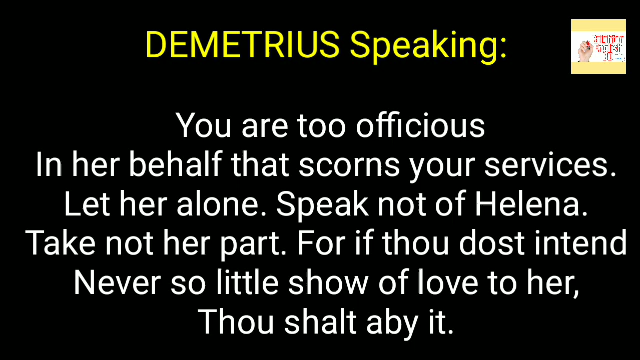 DEMETRIUS Speaking:
You are too officious
In her behalf that scorns your services.
Let her alone. Speak not of Helena.
Take not her part. For if thou dost intend
Never so little show of love to her,
Thou shalt aby it.